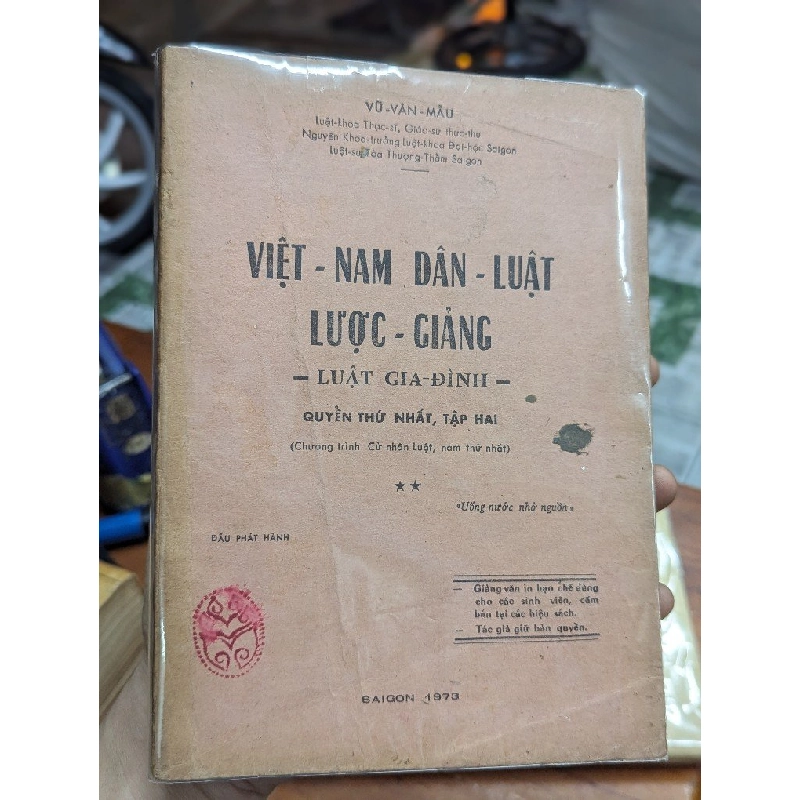 VŨ-VĂN-MẪU
Luật-khoa Thạc-sĩ, Giáo-sư thực-thụ
Nguyên Khoa-trưởng Luật-khoa Đại-học Saigon
Luật-sư Tòa Thượng-Thẩm Saigon
VIỆT - NAM DÂN - LUẬT
LƯỢC - GIẢNG
— LUẬT GIA-ĐÌNH —
QUYỂN THỨ NHẤT, TẬP HAI
(Chương trình Cử nhân Luật, năm thứ nhất)
★★
«Uống nước nhớ nguồn»
DẤU PHÁT HÀNH
— Giảng văn in hạn chế dùng
cho các sinh viên, cấm
bán tại các hiệu sách.
— Tác giả giữ bản quyền.
SAIGON 1973